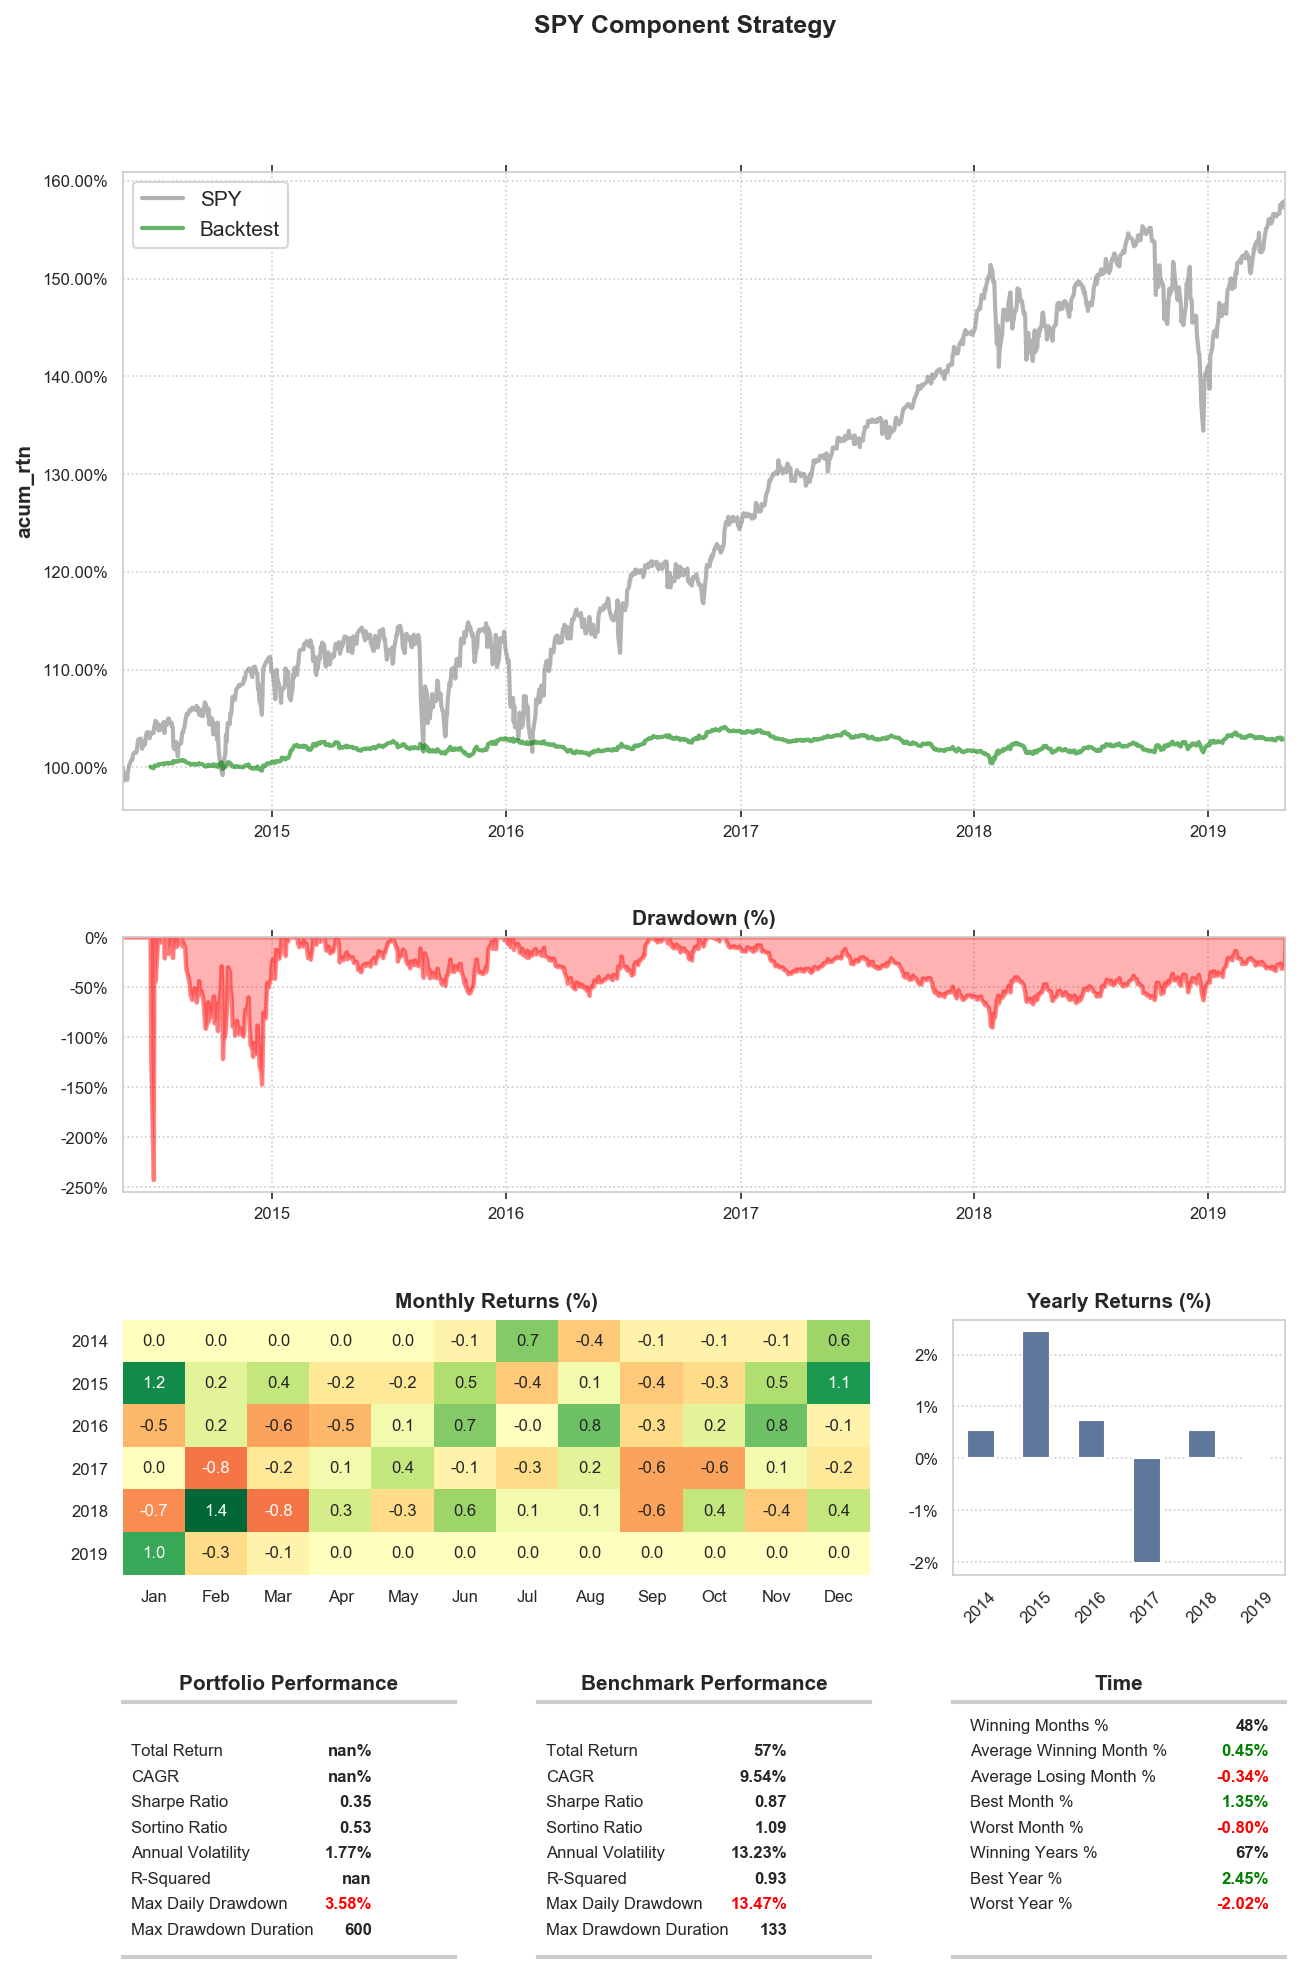 SPY Component Strategy
160.00%
150.00%
140.00%
130.00%
120.00%
110.00%
100.00%
acum_rtn
SPY
Backtest
2015 2016 2017 2018 2019
Drawdown (%)
0%
-50%
-100%
-150%
-200%
-250%
2015 2016 2017 2018 2019
Monthly Returns (%)
2014 0.0 0.0 0.0 0.0 0.0 -0.1 0.7 -0.4 -0.1 -0.1 -0.1 0.6
2015 1.2 0.2 0.4 -0.2 -0.2 0.5 -0.4 0.1 -0.4 -0.3 0.5 1.1
2016 -0.5 0.2 -0.6 -0.5 0.1 0.7 -0.0 0.8 -0.3 0.2 0.8 -0.1
2017 0.0 -0.8 -0.2 0.1 0.4 -0.1 -0.3 0.2 -0.6 -0.6 0.1 -0.2
2018 -0.7 1.4 -0.8 0.3 -0.3 0.6 0.1 0.1 -0.6 0.4 -0.4 0.4
2019 1.0 -0.3 -0.1 0.0 0.0 0.0 0.0 0.0 0.0 0.0 0.0 0.0
Jan Feb Mar Apr May Jun Jul Aug Sep Oct Nov Dec
Yearly Returns (%)
2%
1%
0%
-1%
-2%
2014 2015 2016 2017 2018 2019
Portfolio Performance
Total Return nan%
CAGR nan%
Sharpe Ratio 0.35
Sortino Ratio 0.53
Annual Volatility 1.77%
R-Squared nan
Max Daily Drawdown 3.58%
Max Drawdown Duration 600
Benchmark Performance
Total Return 57%
CAGR 9.54%
Sharpe Ratio 0.87
Sortino Ratio 1.09
Annual Volatility 13.23%
R-Squared 0.93
Max Daily Drawdown 13.47%
Max Drawdown Duration 133
Time
Winning Months % 48%
Average Winning Month % 0.45%
Average Losing Month % -0.34%
Best Month % 1.35%
Worst Month % -0.80%
Winning Years % 67%
Best Year % 2.45%
Worst Year % -2.02%